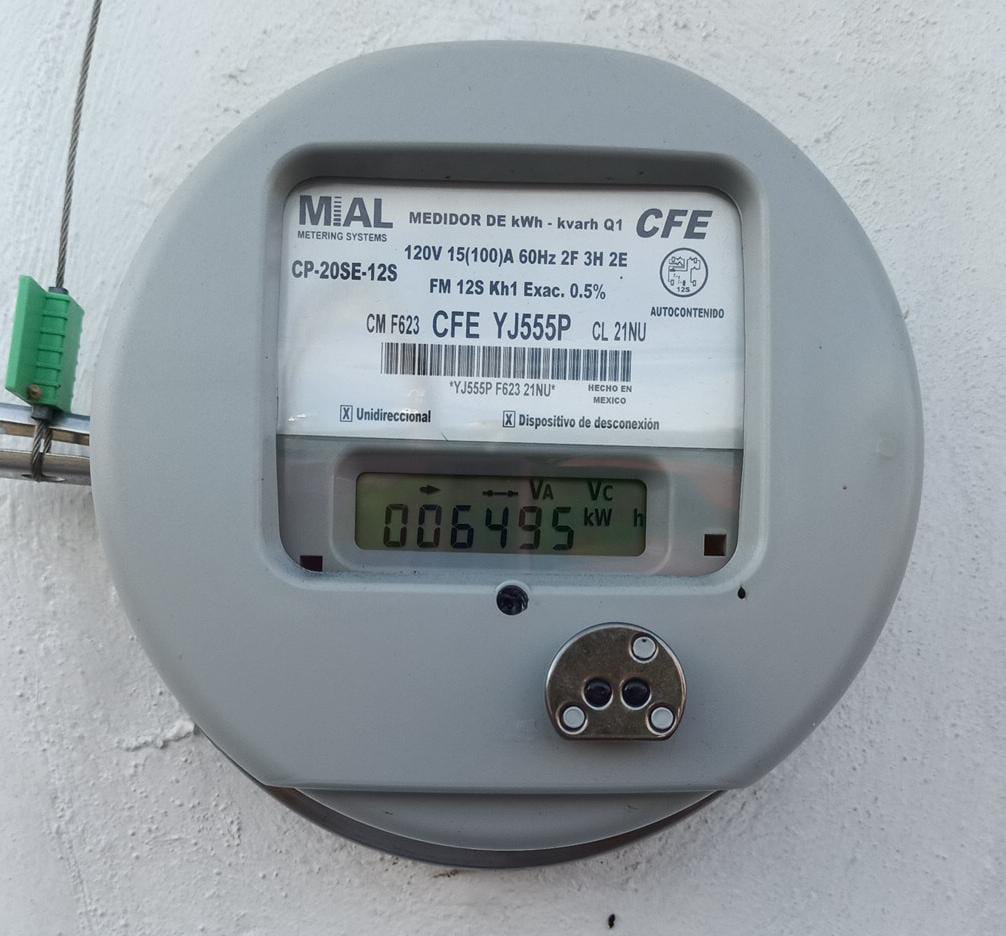 MIAL
METERING SYSTEMS
MEDIDOR DE kWh - kvarh Q1
CFE
120V 15(100)A 60Hz 2F 3H 2E
CP-20SE-12S
FM 12S Kh1 Exac. 0.5%
12S
AUTOCONTENIDO
CM F623 CFE YJ555P CL 21NU
*YJ555P F623 21NU*
HECHO EN
MEXICO
X Unidireccional
X Dispositivo de desconexión
VA VC
006495 kW h